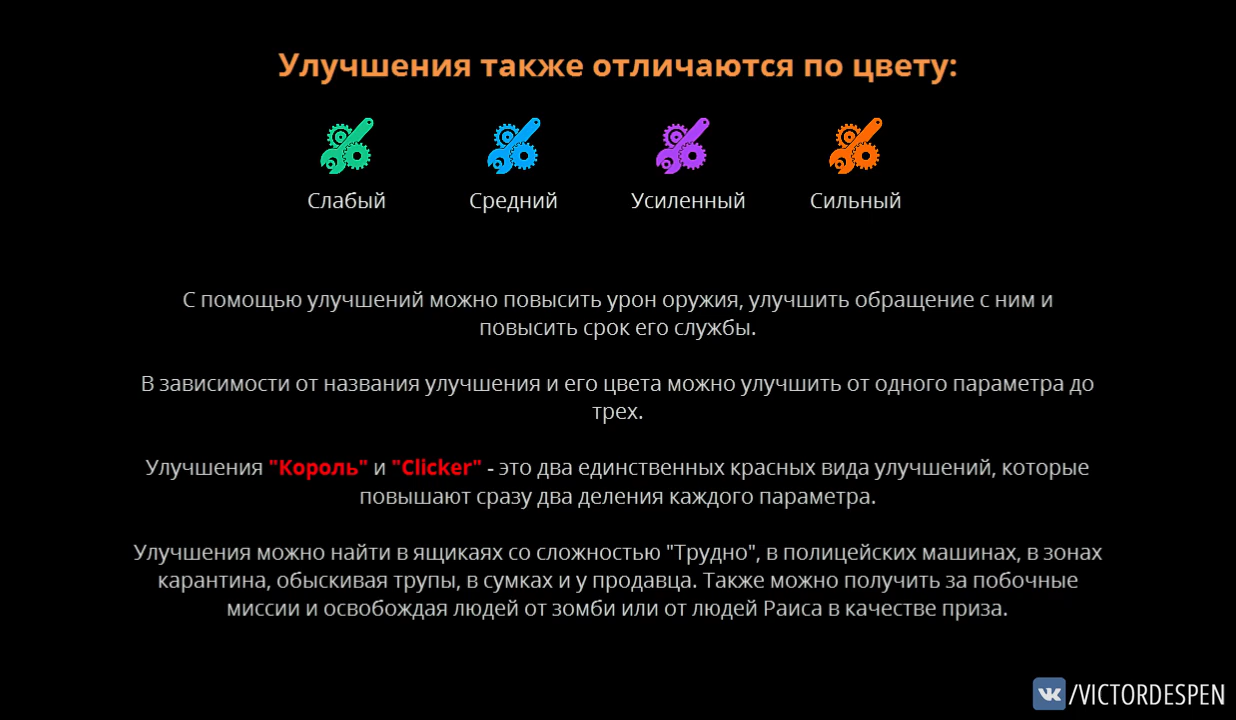 Улучшения также отличаются по цвету:
Слабый Средний Усиленный Сильный
С помощью улучшений можно повысить урон оружия, улучшить обращение с ним и
повысить срок его службы.
В зависимости от названия улучшения и его цвета можно улучшить от одного параметра до
трех.
Улучшения "Король" и "Clicker" - это два единственных красных вида улучшений, которые
повышают сразу два деления каждого параметра.
Улучшения можно найти в ящикаях со сложностью "Трудно", в полицейских машинах, в зонах
карантина, обыскивая трупы, в сумках и у продавца. Также можно получить за побочные
миссии и освобождая людей от зомби или от людей Раиса в качестве приза.
/VICTORDESPEN